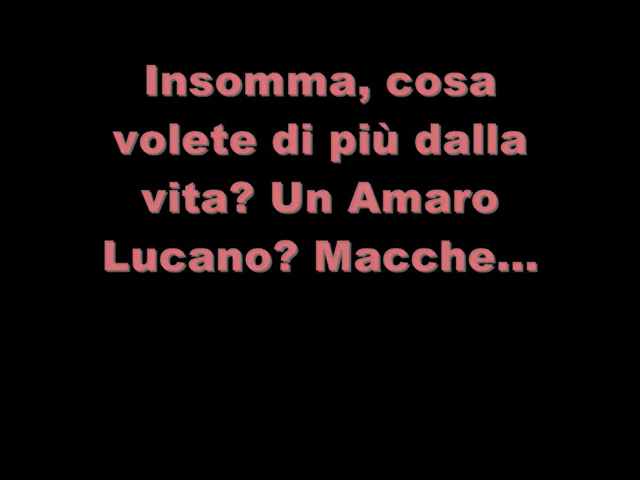 Insomma, cosa
volete di più dalla
vita? Un Amaro
Lucano? Macche...